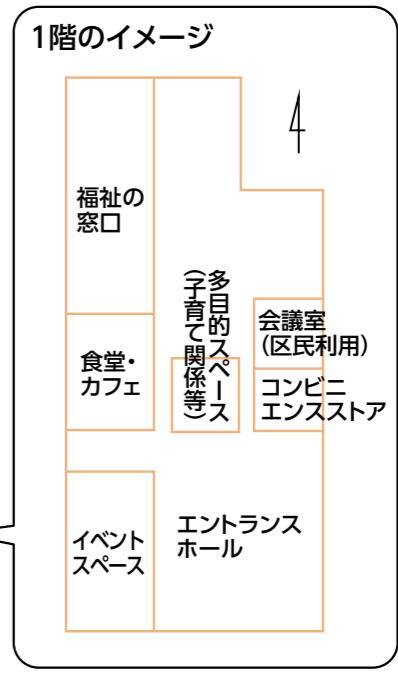 1階のイメージ
福祉の
窓口
多目的スペース
（子育て関係等）
会議室
（区民利用）
食堂・
カフェ
コンビニ
エンスストア
イベント
スペース
エントランス
ホール